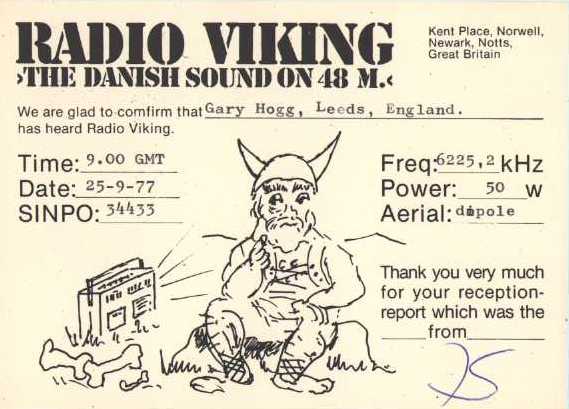 RADIO VIKING
›THE DANISH SOUND ON 48 M.‹
Kent Place, Norwell,
Newark, Notts,
Great Britain
We are glad to comfirm that Gary Hogg, Leeds, England.
has heard Radio Viking.
Time: 9.00 GMT
Date: 25-9-77
SINPO: 34433
Freq: 6225,2 kHz
Power: 50 W
Aerial: dipole
Thank you very much
for your reception-
report which was the
from